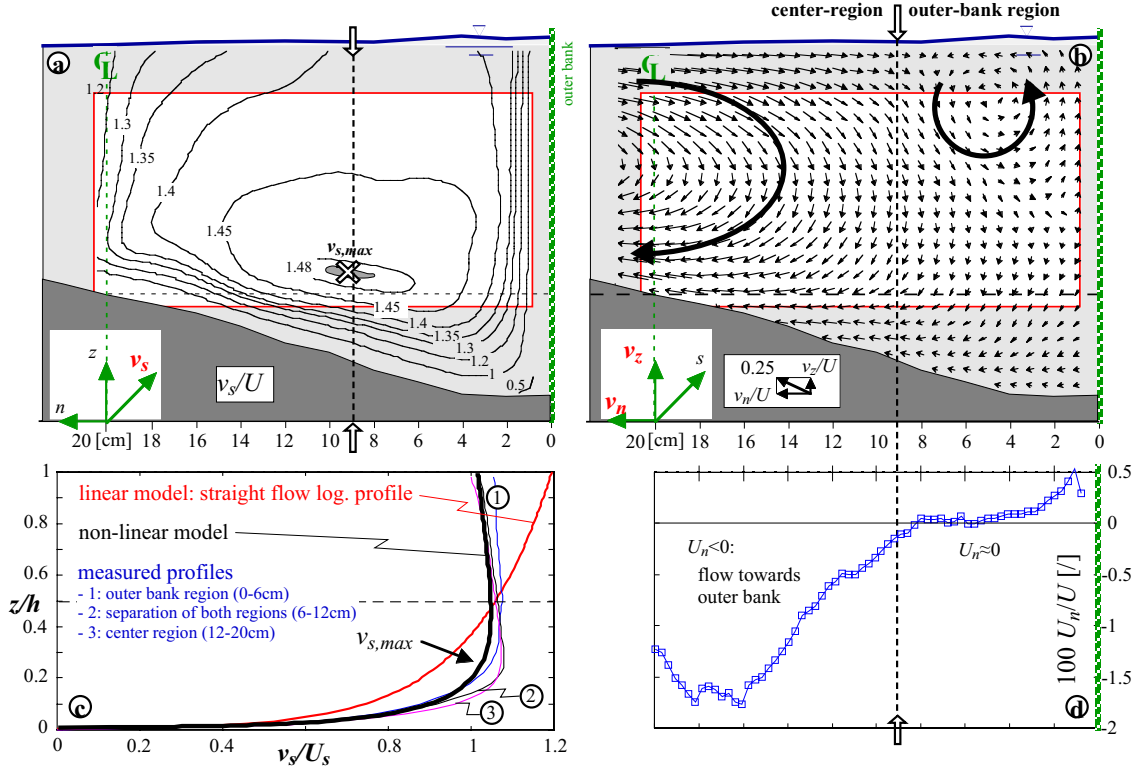 center-region
outer-bank region
a
CL
outer bank
1.2
1.3
1.35
1.4
1.45
v_s,max
1.48
1.45
1.4
1.35
1.3
1.2
1
0.5
z
v_s
n
v_s/U
20 [cm] 18 16 14 12 10 8 6 4 2 0
b
CL
v_z
s
v_n
0.25
v_z/U
v_n/U
20 [cm] 18 16 14 12 10 8 6 4 2 0
1
0.8
0.6
z/h
0.4
0.2
0
linear model: straight flow log. profile
non-linear model
measured profiles
- 1: outer bank region (0-6cm)
- 2: separation of both regions (6-12cm)
- 3: center region (12-20cm)
v_s,max
1
2
3
c
0 0.2 0.4 0.6 0.8 1 1.2
v_s/U_s
U_n<0:
flow towards
outer bank
U_n≈0
0.5
0
-0.5
-1
-1.5
-2
100 U_n/U [/]
d